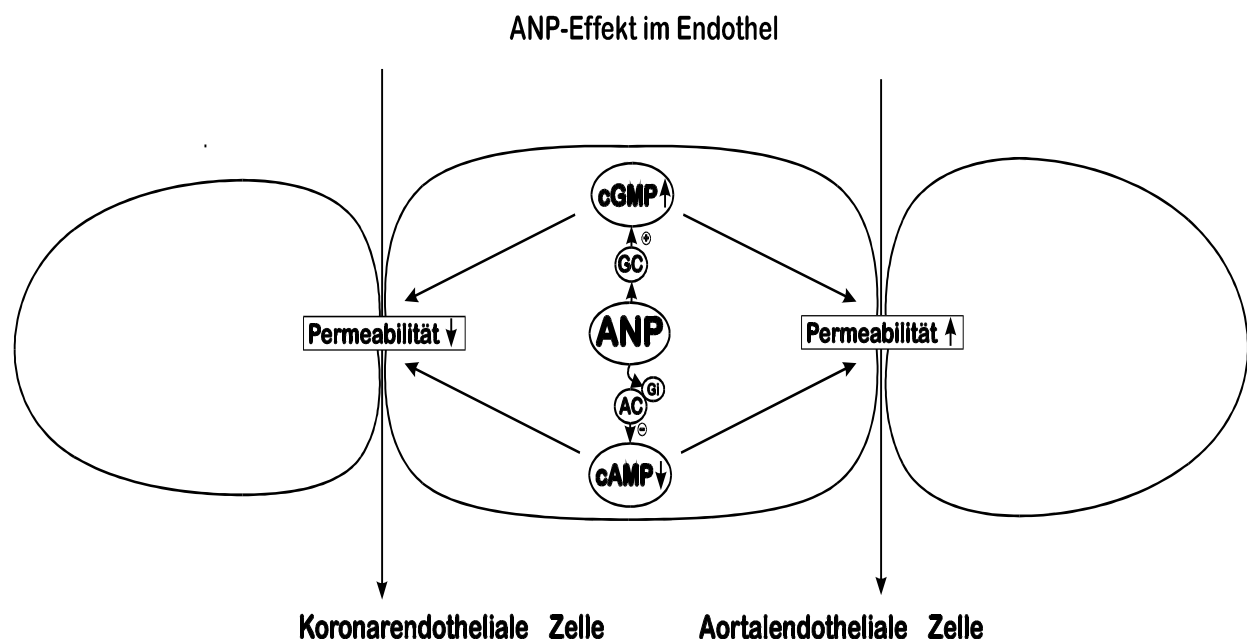 ANP-Effekt im Endothel
cGMP↑
+
GC
Permeabilität ↓
ANP
Permeabilität ↑
Gi
AC
-
cAMP↓
Koronarendotheliale Zelle
Aortalendotheliale Zelle